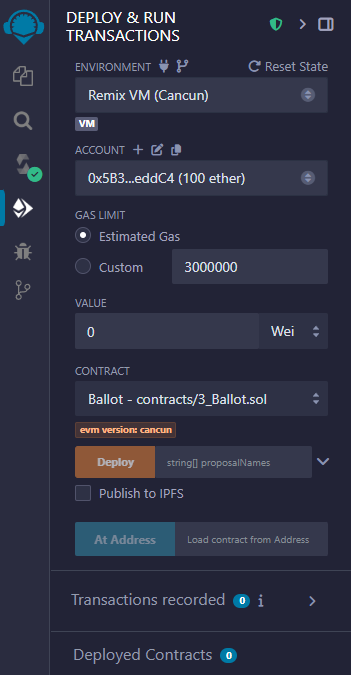 DEPLOY & RUN
TRANSACTIONS
ENVIRONMENT
Reset State
Remix VM (Cancun)
VM
ACCOUNT
0x5B3...eddC4 (100 ether)
GAS LIMIT
Estimated Gas
Custom 3000000
VALUE
0 Wei
CONTRACT
Ballot - contracts/3_Ballot.sol
evm version: cancun
Deploy string[] proposalNames
Publish to IPFS
At Address Load contract from Address
Transactions recorded 0 i
Deployed Contracts 0